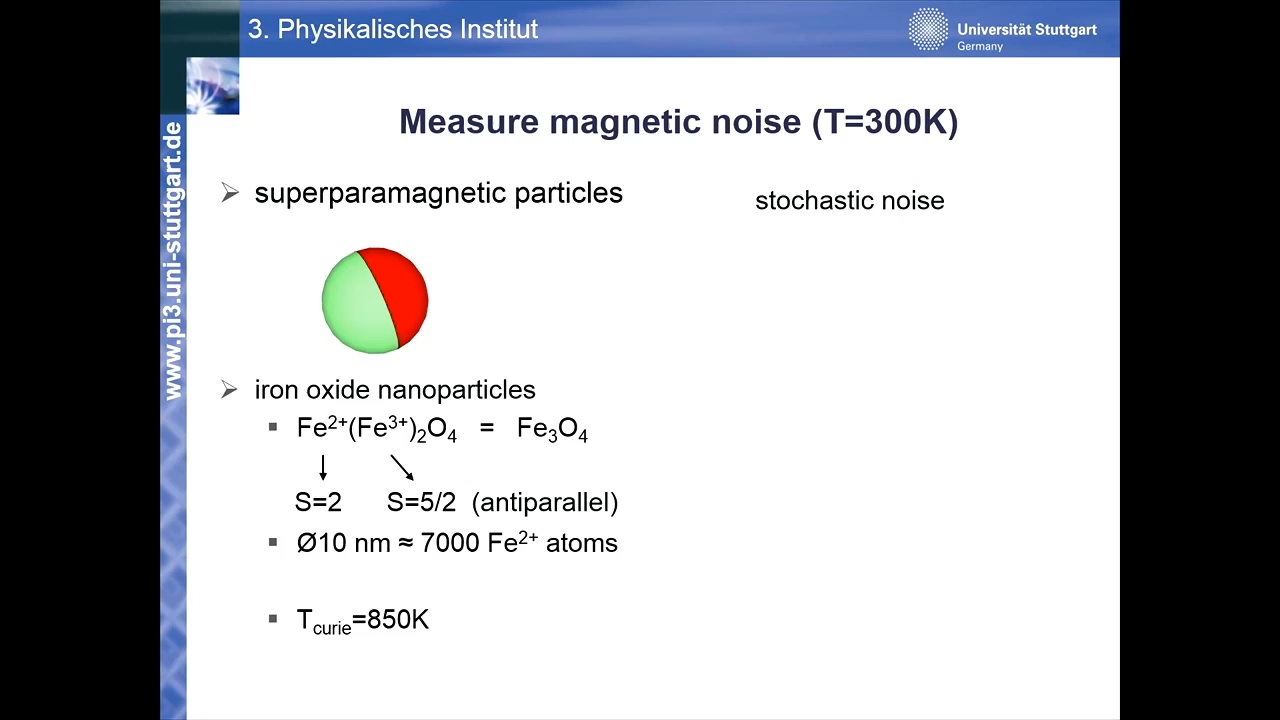 3. Physikalisches Institut
Universität Stuttgart
Germany
www.pi3.uni-stuttgart.de
Measure magnetic noise (T=300K)
superparamagnetic particles
stochastic noise
iron oxide nanoparticles
Fe²⁺(Fe³⁺)₂O₄ = Fe₃O₄
S=2 S=5/2 (antiparallel)
Ø10 nm ≈ 7000 Fe²⁺ atoms
T_curie=850K